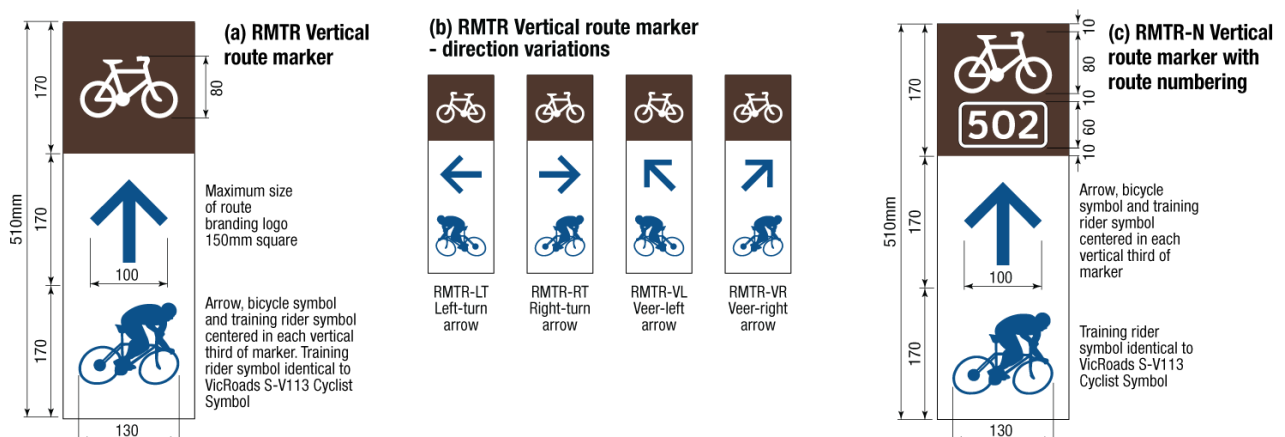 (a) RMTR Vertical
route marker
510mm
170
170
170
80
100
130
Maximum size
of route
branding logo
150mm square
Arrow, bicycle symbol
and training rider symbol
centered in each vertical
third of marker. Training
rider symbol identical to
VicRoads S-V113 Cyclist
Symbol
(b) RMTR Vertical route marker
- direction variations
RMTR-LT
Left-turn
arrow
RMTR-RT
Right-turn
arrow
RMTR-VL
Veer-left
arrow
RMTR-VR
Veer-right
arrow
(c) RMTR-N Vertical
route marker with
route numbering
510mm
170
170
170
502
10
80
10
60
10
100
130
Arrow, bicycle
symbol and training
rider symbol
centered in each
vertical third of
marker
Training rider
symbol identical to
VicRoads S-V113
Cyclist Symbol